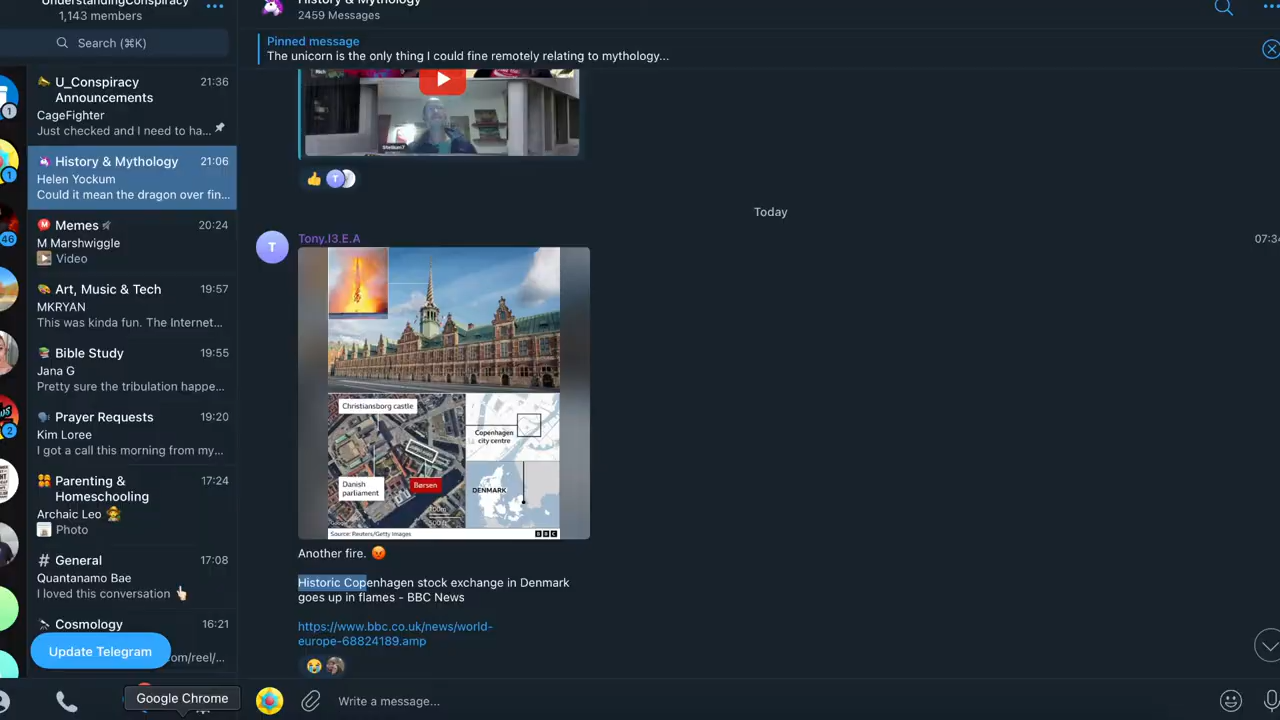 UnderstandingConspiracy
1,143 members
Search (⌘K)
U_Conspiracy
Announcements
21:36
CageFighter
Just checked and I need to ha...
History & Mythology
21:06
Helen Yockum
Could it mean the dragon over fin...
Memes
20:24
M Marshwiggle
Video
Art, Music & Tech
19:57
MKRYAN
This was kinda fun. The Internet...
Bible Study
19:55
Jana G
Pretty sure the tribulation happe...
Prayer Requests
19:20
Kim Loree
I got a call this morning from my...
Parenting &
Homeschooling
17:24
Archaic Leo
Photo
# General
17:08
Quantanamo Bae
I loved this conversation
Cosmology
16:21
om/reel/...
Update Telegram
Google Chrome
1
1
46
2
History & Mythology
2459 Messages
Pinned message
The unicorn is the only thing I could fine remotely relating to mythology...
Today
T
Tony.I3.E.A
07:34
Christiansborg castle
Copenhagen
city centre
Danish
parliament
Børsen
DENMARK
Source: Reuters/Getty Images
BBC
Another fire.
Historic Copenhagen stock exchange in Denmark
goes up in flames - BBC News
https://www.bbc.co.uk/news/world-
europe-68824189.amp
Write a message...